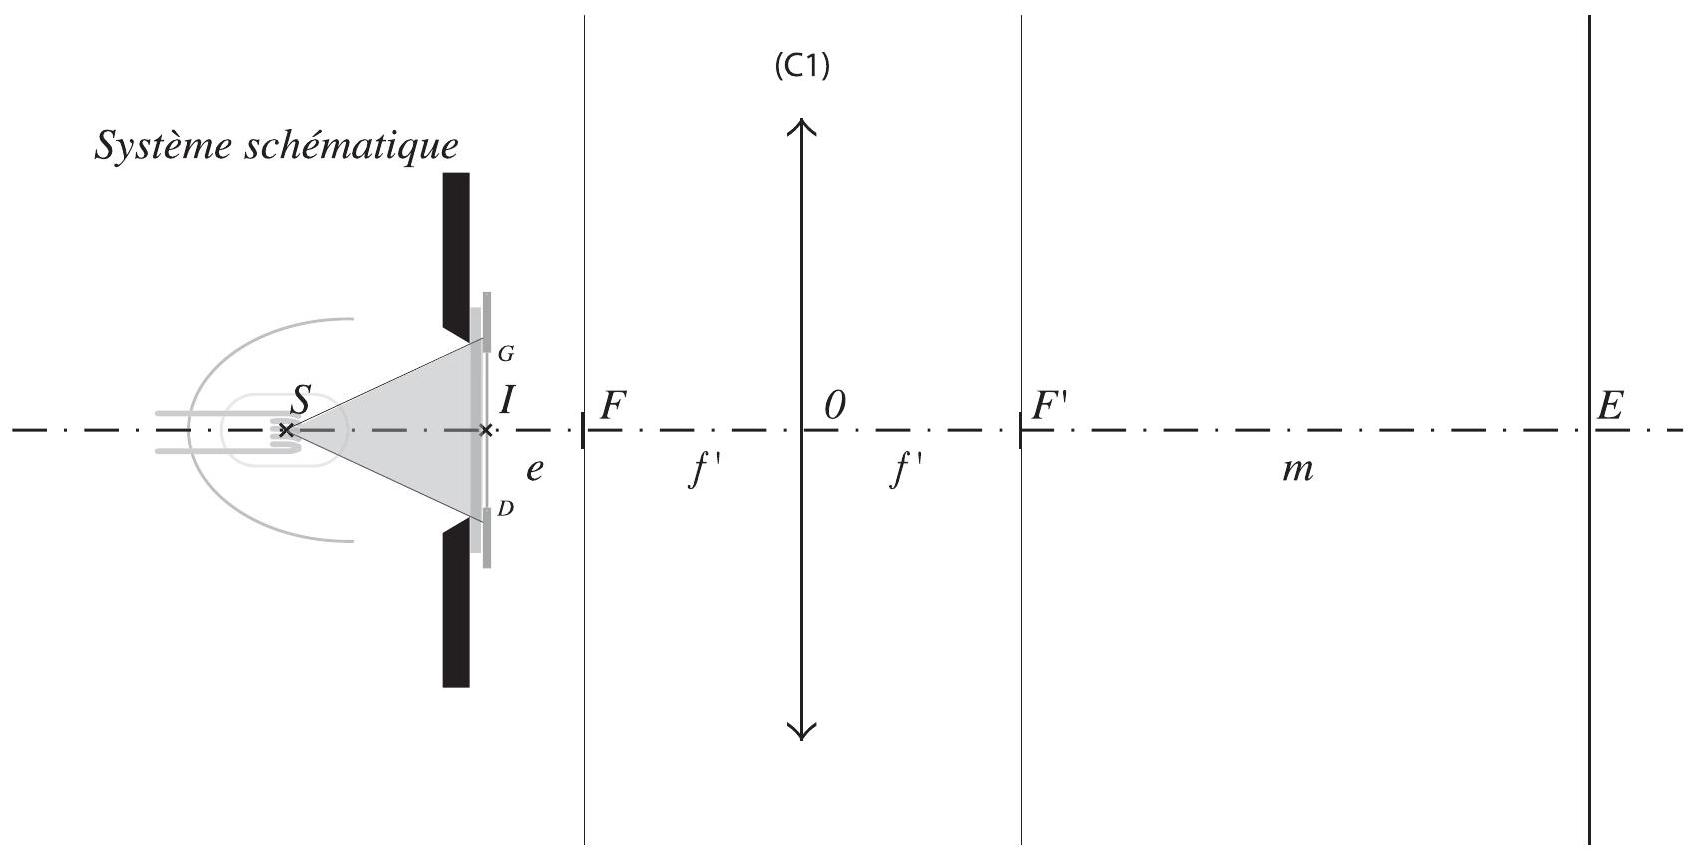 (C1)
Système schématique
G
S I F 0 F' E
e f' f' m
D